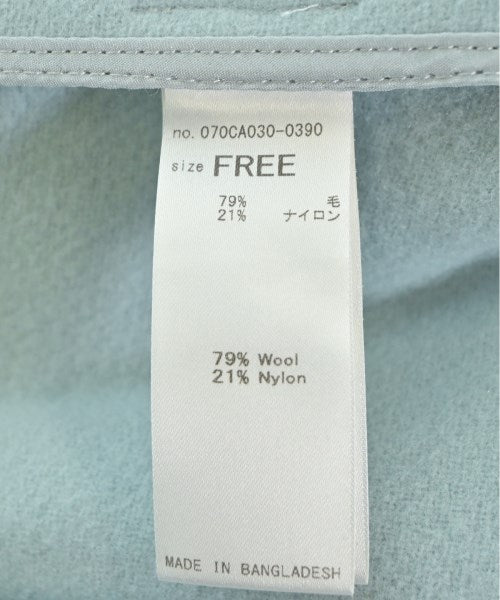 no. 070CA030-0390
size FREE
79% 毛
21% ナイロン
79% Wool
21% Nylon
MADE IN BANGLADESH